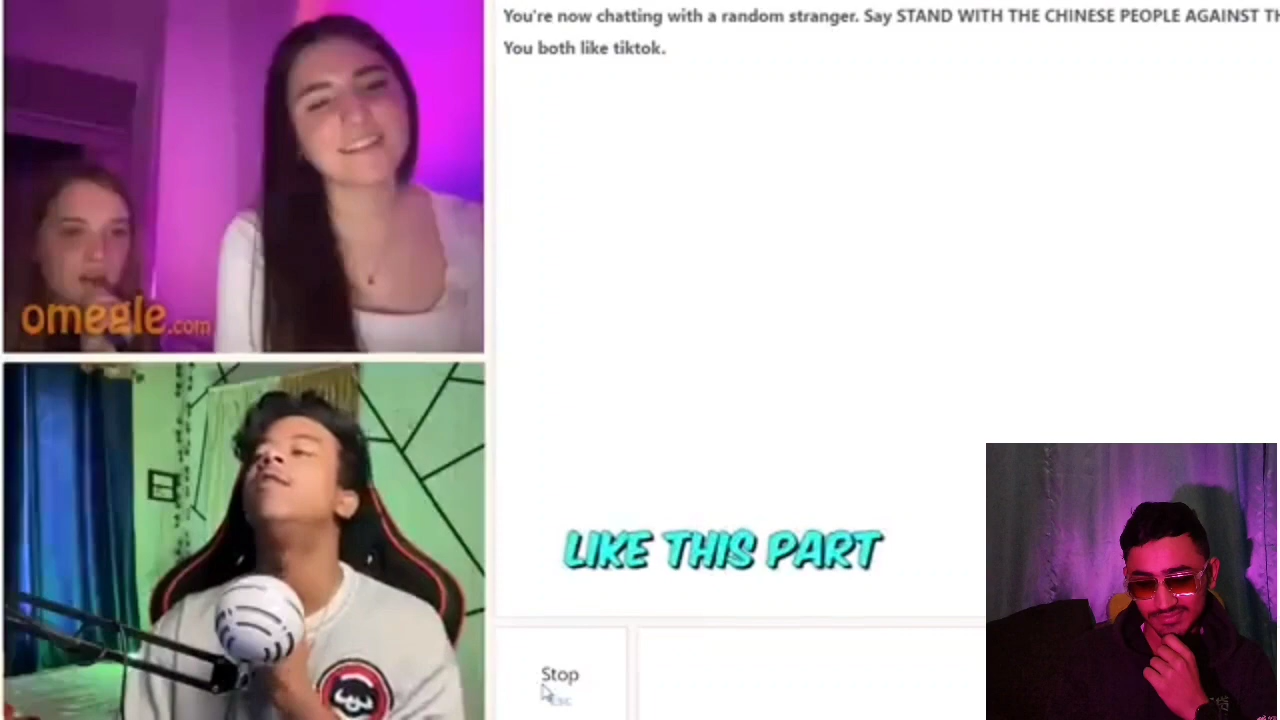 You're now chatting with a random stranger. Say STAND WITH THE CHINESE PEOPLE AGAINST
You both like tiktok.
omegle.com
LIKE THIS PART
Stop
Esc